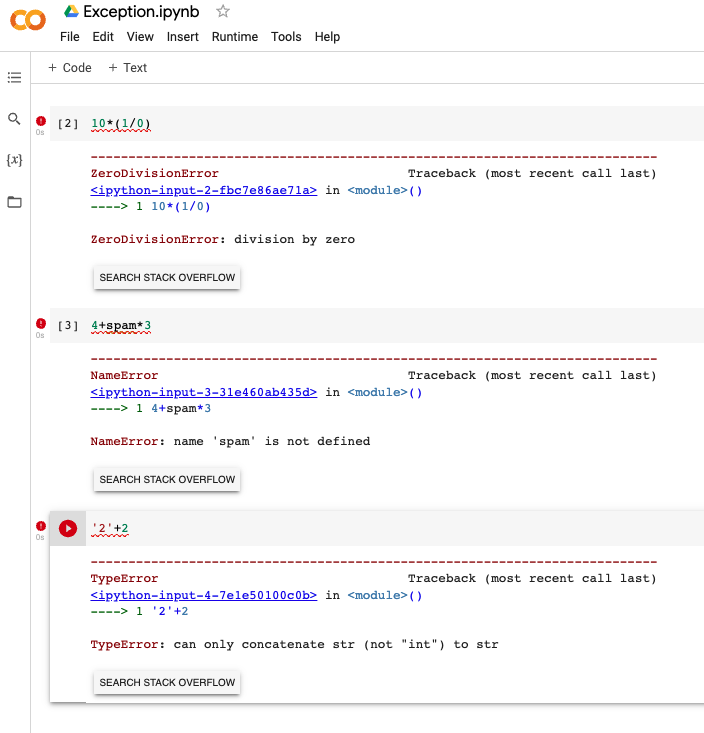 Exception.ipynb
File Edit View Insert Runtime Tools Help
+ Code + Text
[2] 10*(1/0)
0s
---------------------------------------------------------------------------
ZeroDivisionError Traceback (most recent call last)
<ipython-input-2-fbc7e86ae71a> in <module>()
----> 1 10*(1/0)
ZeroDivisionError: division by zero
SEARCH STACK OVERFLOW
{x}
[3] 4+spam*3
0s
---------------------------------------------------------------------------
NameError Traceback (most recent call last)
<ipython-input-3-31e460ab435d> in <module>()
----> 1 4+spam*3
NameError: name 'spam' is not defined
SEARCH STACK OVERFLOW
'2'+2
0s
---------------------------------------------------------------------------
TypeError Traceback (most recent call last)
<ipython-input-4-7e1e50100c0b> in <module>()
----> 1 '2'+2
TypeError: can only concatenate str (not "int") to str
SEARCH STACK OVERFLOW